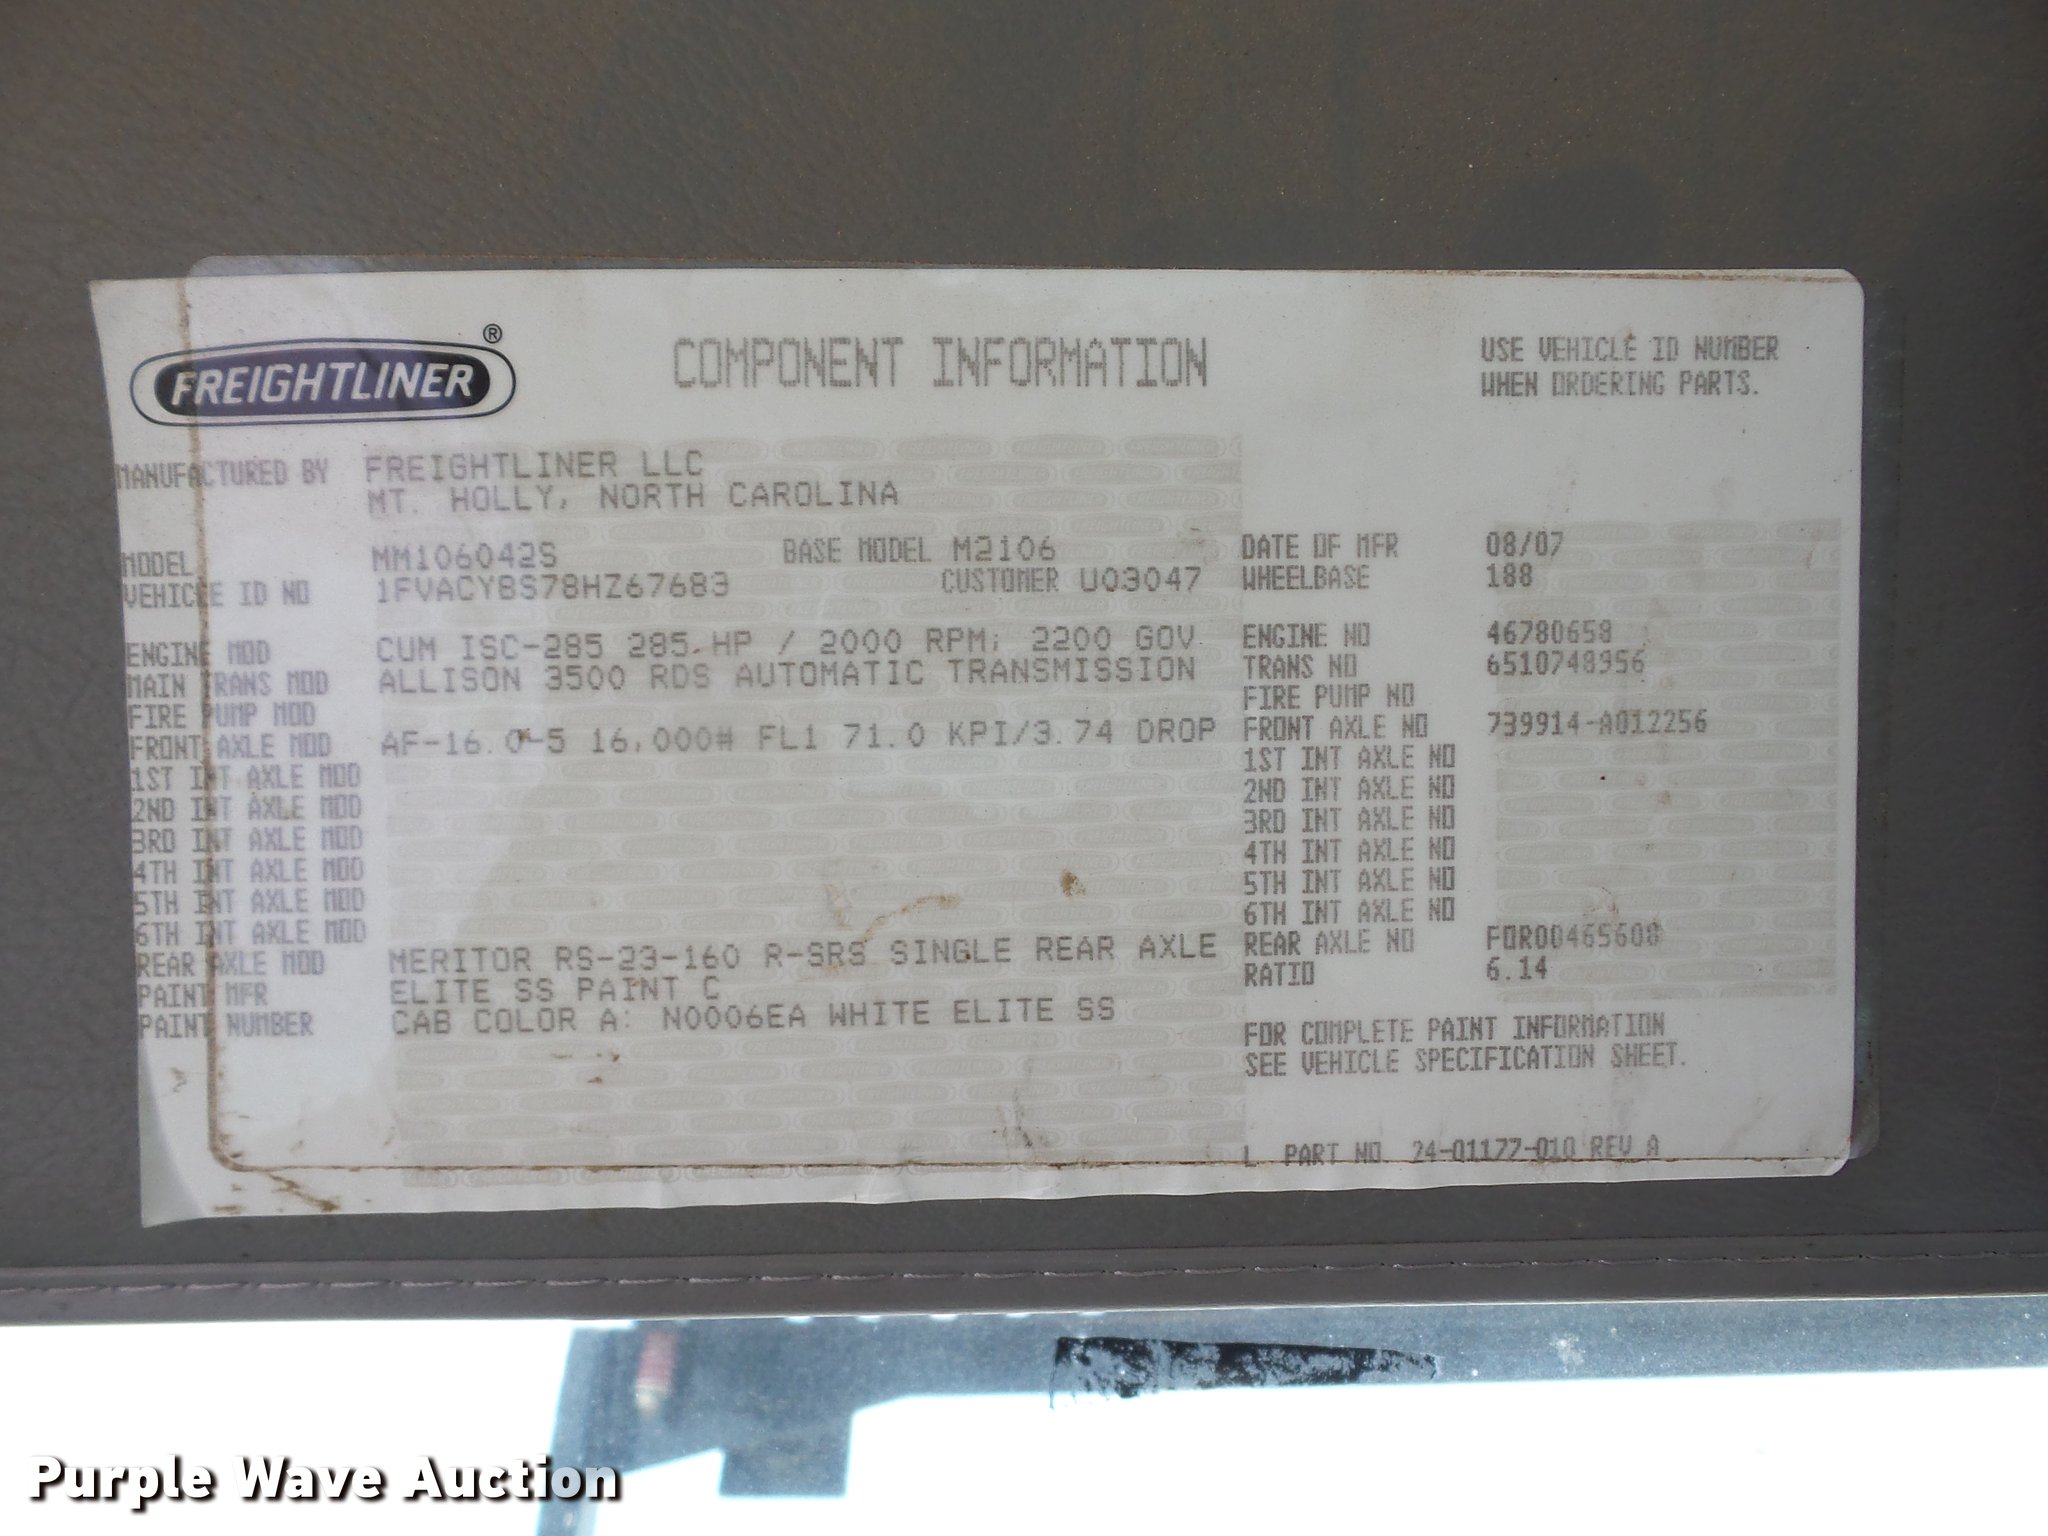 FREIGHTLINER®
COMPONENT INFORMATION
USE VEHICLE ID NUMBER
WHEN ORDERING PARTS.
MANUFACTURED BY FREIGHTLINER LLC
MT. HOLLY, NORTH CAROLINA
MODEL MM106042S BASE MODEL M2106 DATE OF MFR 08/07
VEHICLE ID NO 1FVACYBS78HZ67683 CUSTOMER U03047 WHEELBASE 188
ENGINE MOD CUM ISC-285 285 HP / 2000 RPM; 2200 GOV ENGINE NO 46780658
MAIN TRANS MOD ALLISON 3500 RDS AUTOMATIC TRANSMISSION TRANS NO 6510748956
FIRE PUMP MOD FIRE PUMP NO
FRONT AXLE MOD AF-16.0-5 16,000# FL1 71.0 KPI/3.74 DROP FRONT AXLE NO 739914-A012256
1ST INT AXLE MOD 1ST INT AXLE NO
2ND INT AXLE MOD 2ND INT AXLE NO
3RD INT AXLE MOD 3RD INT AXLE NO
4TH INT AXLE MOD 4TH INT AXLE NO
5TH INT AXLE MOD 5TH INT AXLE NO
6TH INT AXLE MOD 6TH INT AXLE NO
REAR AXLE MOD MERITOR RS-23-160 R-SRS SINGLE REAR AXLE REAR AXLE NO FOR00465608
PAINT MFR ELITE SS PAINT C RATIO 6.14
PAINT NUMBER CAB COLOR A: N0006EA WHITE ELITE SS
FOR COMPLETE PAINT INFORMATION
SEE VEHICLE SPECIFICATION SHEET.
L PART NO. 24-01177-010 REV A
Purple Wave Auction